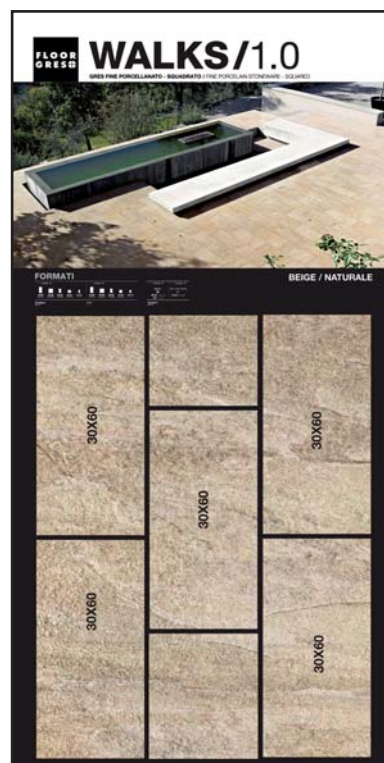 FLOOR
GRES
WALKS/1.0
GRES FINE PORCELLANATO - SQUADRATO / FINE PORCELAIN STONEWARE - SQUARED
FORMATI
BEIGE / NATURALE
30X60
30X60
30X60
30X60
30X60